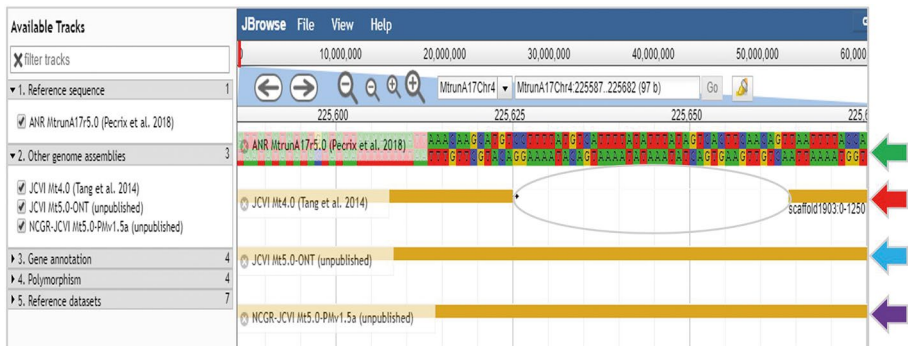 Available Tracks
filter tracks
1. Reference sequence 1
ANR MtrunA17r5.0 (Pecrix et al. 2018)
2. Other genome assemblies 3
JCVI Mt4.0 (Tang et al. 2014)
JCVI Mt5.0-ONT (unpublished)
NCGR-JCVI Mt5.0-PMv1.5a (unpublished)
3. Gene annotation 4
4. Polymorphism 4
5. Reference datasets 7
JBrowse File View Help
10,000,000 20,000,000 30,000,000 40,000,000 50,000,000 60,000
MtrunA17Chr4 MtrunA17Chr4:225587..225682 (97 b) Go
225,600 225,625 225,650 225,6
ANR MtrunA17r5.0 (Pecrix et al. 2018)
JCVI Mt4.0 (Tang et al. 2014)
scaffold1903:0-1250
JCVI Mt5.0-ONT (unpublished)
NCGR-JCVI Mt5.0-PMv1.5a (unpublished)